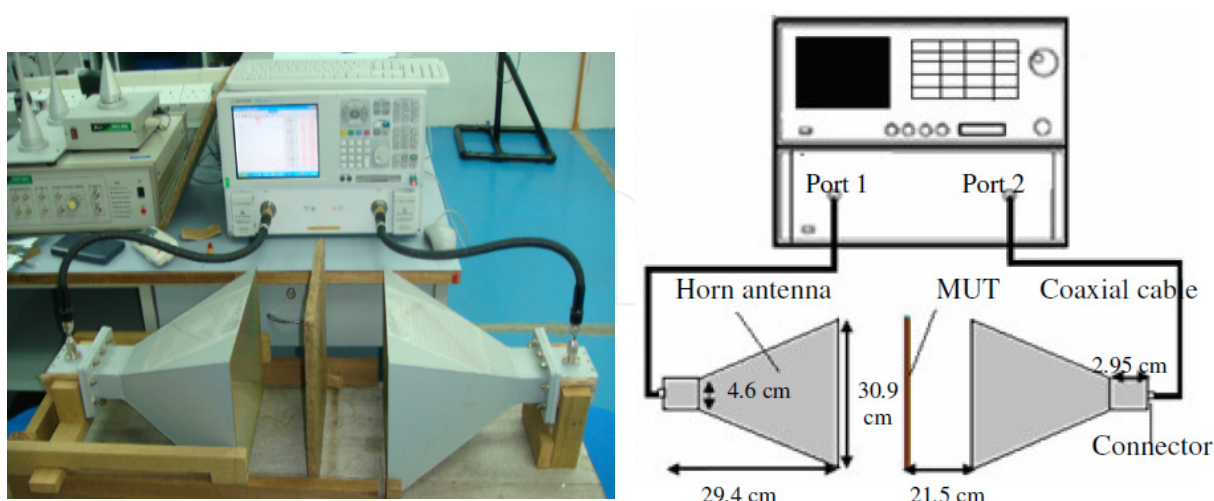 Port 1
Port 2
Horn antenna
MUT
Coaxial cable
2.95 cm
4.6 cm
30.9
cm
Connector
29.4 cm
21.5 cm